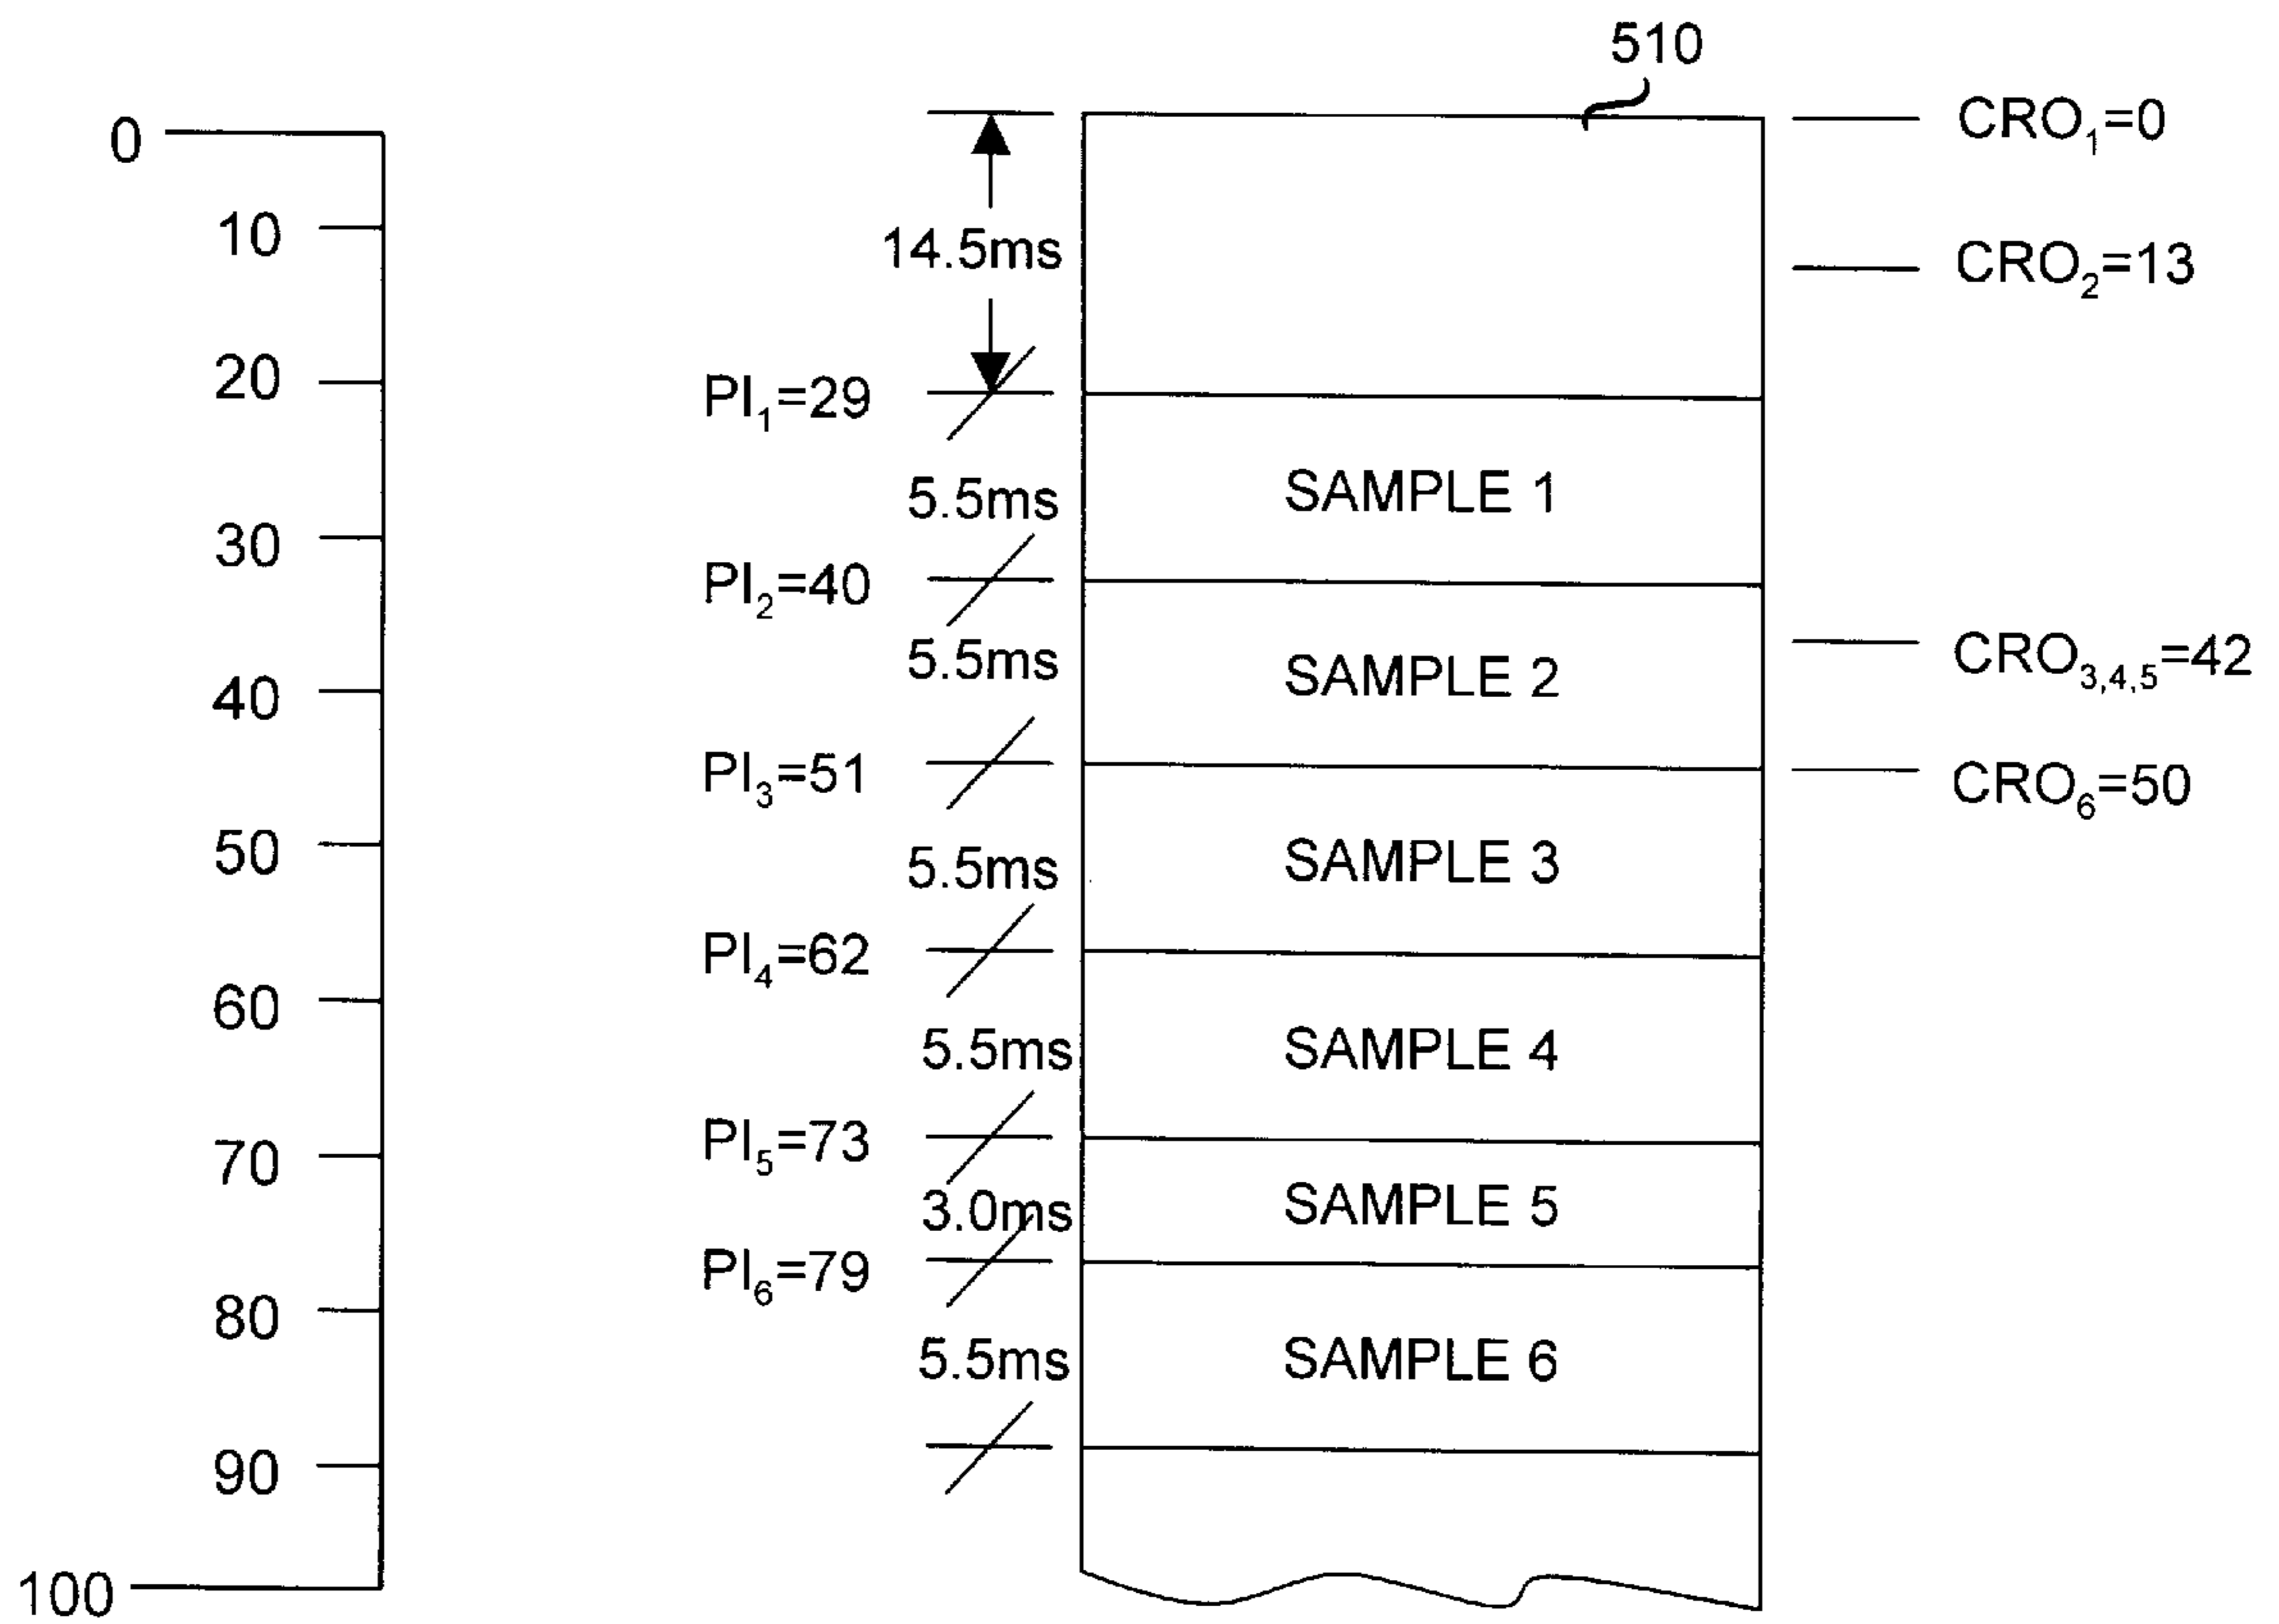 510
0
10
20
30
40
50
60
70
80
90
100
14.5ms
PI1=29
5.5ms
PI2=40
5.5ms
PI3=51
5.5ms
PI4=62
5.5ms
PI5=73
3.0ms
PI6=79
5.5ms
SAMPLE 1
SAMPLE 2
SAMPLE 3
SAMPLE 4
SAMPLE 5
SAMPLE 6
CRO1=0
CRO2=13
CRO3,4,5=42
CRO6=50